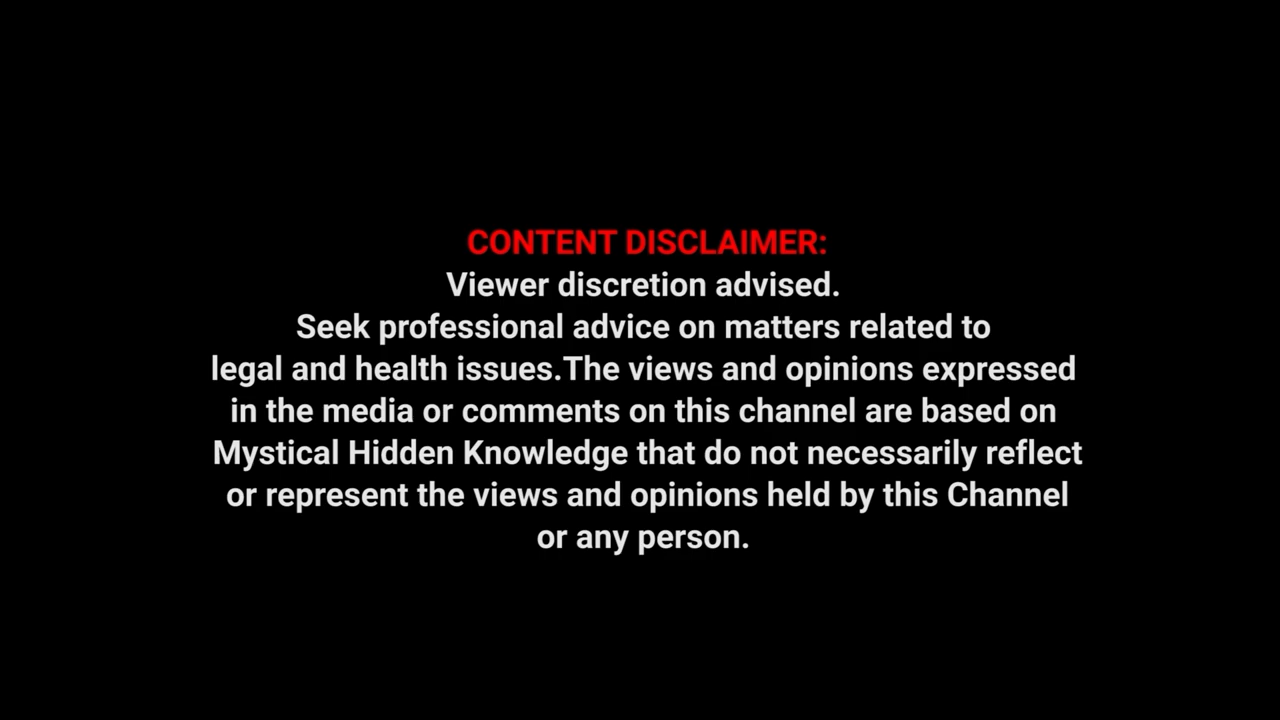 CONTENT DISCLAIMER:
Viewer discretion advised.
Seek professional advice on matters related to
legal and health issues.The views and opinions expressed
in the media or comments on this channel are based on
Mystical Hidden Knowledge that do not necessarily reflect
or represent the views and opinions held by this Channel
or any person.